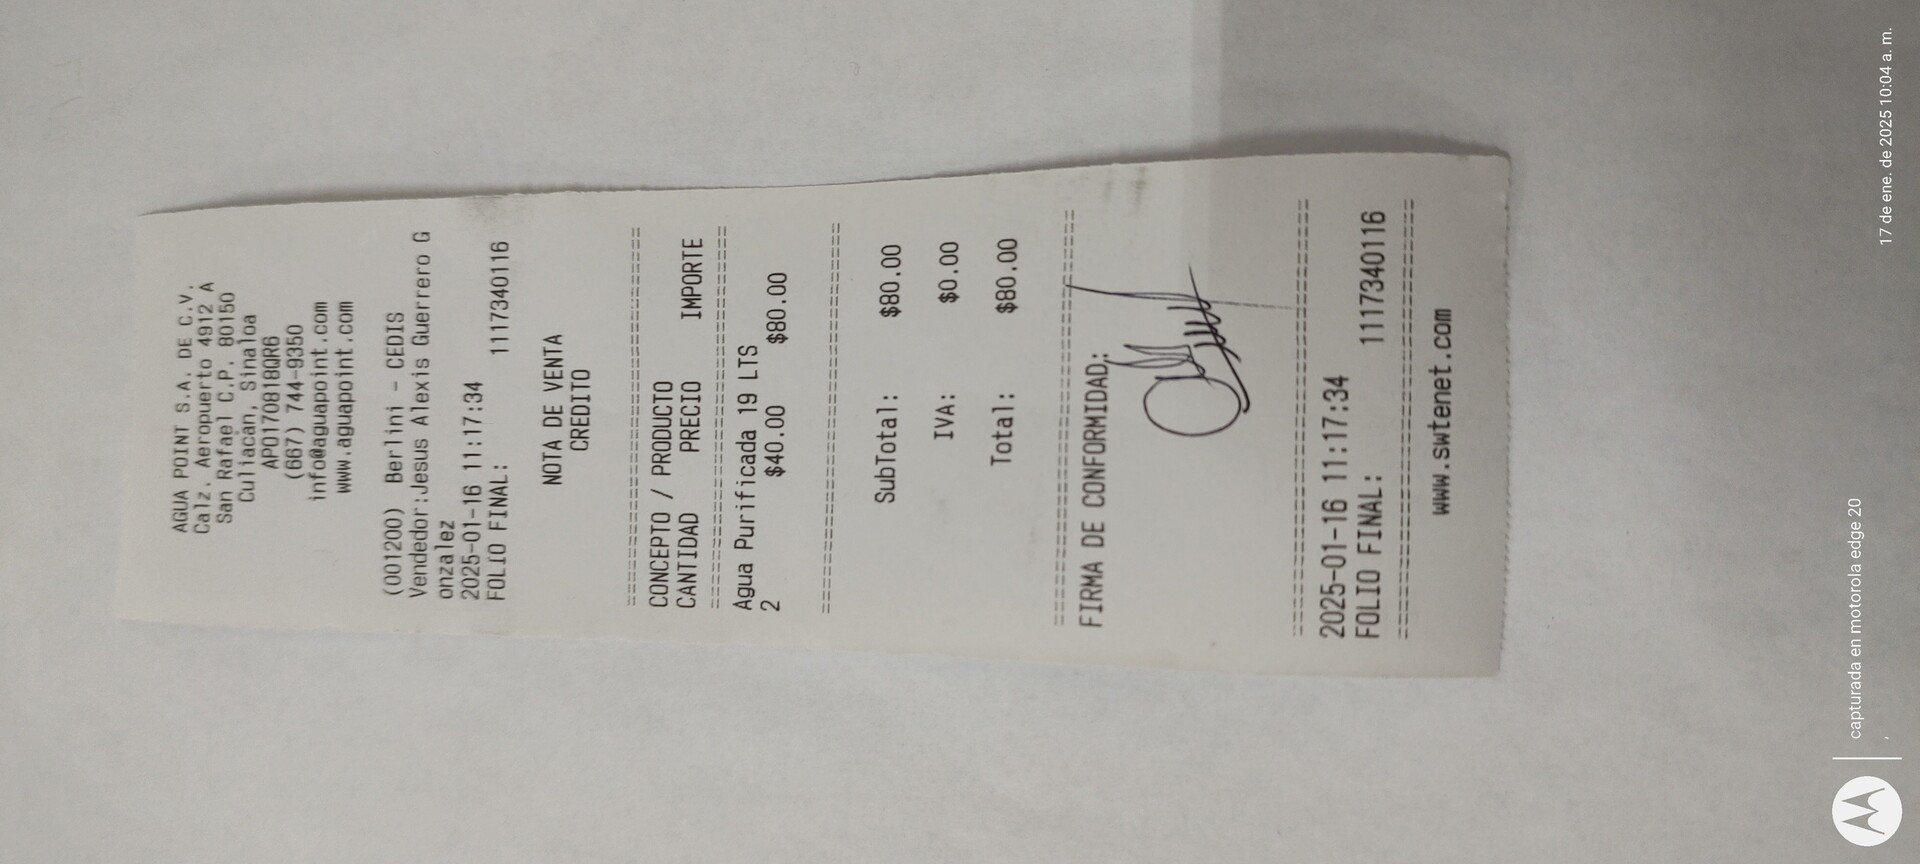 AGUA POINT S.A. DE C.V.
Calz. Aeropuerto 4912 A
San Rafael C.P. 80150
Culiacán, Sinaloa
APO170818QR6
(667) 744-9350
info@aguapoint.com
www.aguapoint.com
(001200) Berlini - CEDIS
Vendedor:Jesus Alexis Guerrero G
onzalez
2025-01-16 11:17:34
FOLIO FINAL: 1117340116
NOTA DE VENTA
CREDITO
CONCEPTO / PRODUCTO
CANTIDAD PRECIO IMPORTE
Agua Purificada 19 LTS
2 $40.00 $80.00
SubTotal: $80.00
IVA: $0.00
Total: $80.00
FIRMA DE CONFORMIDAD:
2025-01-16 11:17:34
FOLIO FINAL: 1117340116
www.swtenet.com
capturada en motorola edge 20
17 de ene. de 2025 10:04 a. m.